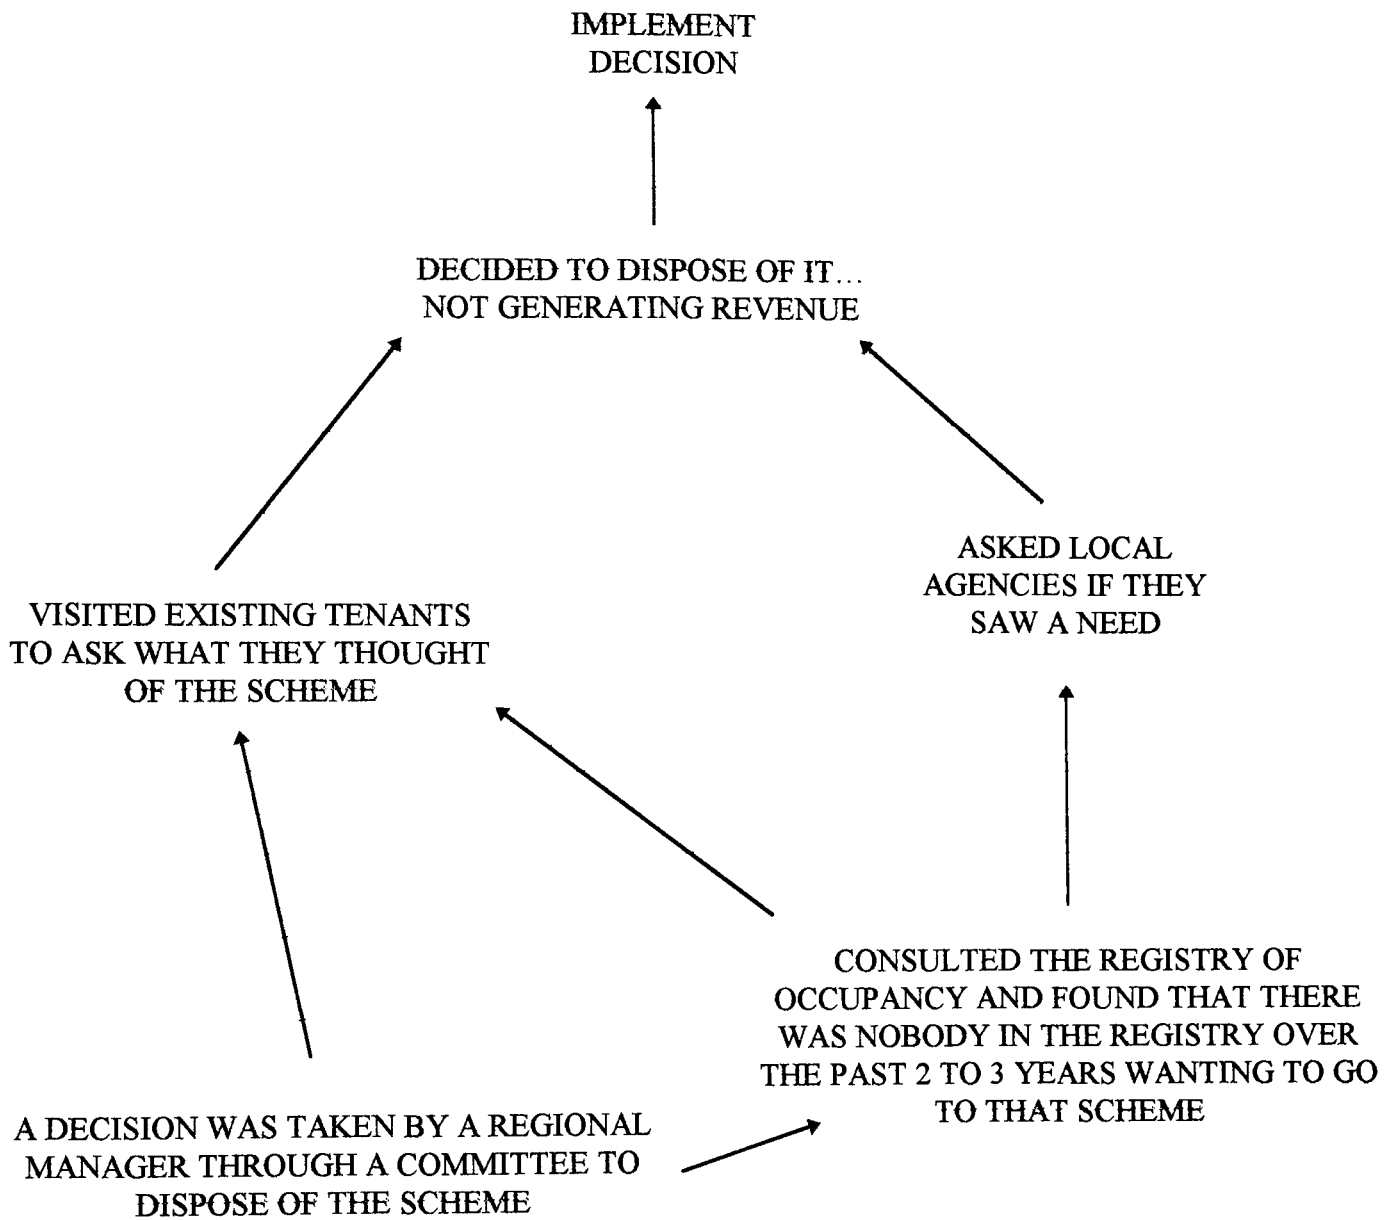 IMPLEMENT
DECISION
DECIDED TO DISPOSE OF IT...
NOT GENERATING REVENUE
ASKED LOCAL
AGENCIES IF THEY
SAW A NEED
VISITED EXISTING TENANTS
TO ASK WHAT THEY THOUGHT
OF THE SCHEME
CONSULTED THE REGISTRY OF
OCCUPANCY AND FOUND THAT THERE
WAS NOBODY IN THE REGISTRY OVER
THE PAST 2 TO 3 YEARS WANTING TO GO
TO THAT SCHEME
A DECISION WAS TAKEN BY A REGIONAL
MANAGER THROUGH A COMMITTEE TO
DISPOSE OF THE SCHEME